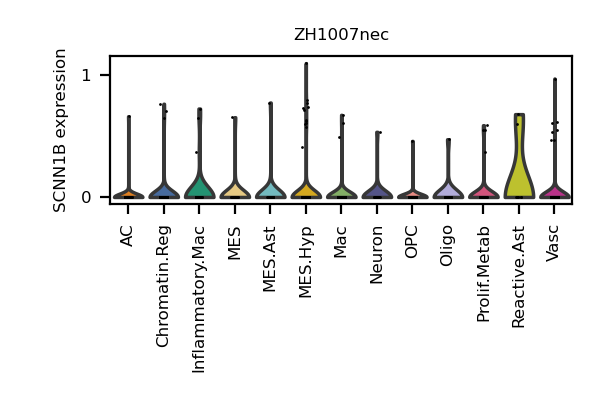 ZH1007nec
SCNN1B expression
1
0
AC
Chromatin.Reg
Inflammatory.Mac
MES
MES.Ast
MES.Hyp
Mac
Neuron
OPC
Oligo
Prolif.Metab
Reactive.Ast
Vasc